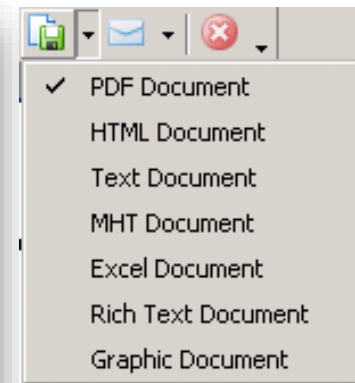 PDF Document
HTML Document
Text Document
MHT Document
Excel Document
Rich Text Document
Graphic Document